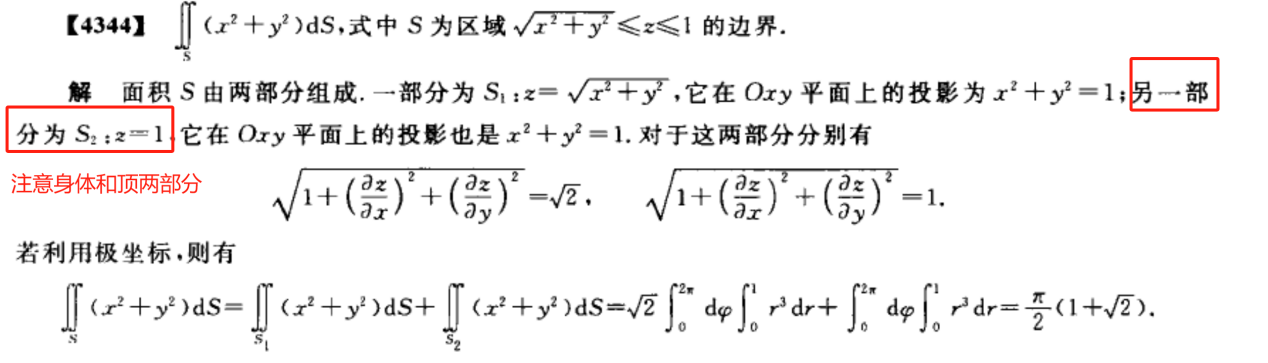 【4344】 ∬_S (x²+y²)dS,式中 S 为区域 √(x²+y²) ≤z≤1 的边界.
解 面积 S 由两部分组成. 一部分为 S₁:z= √(x²+y²),它在 Oxy 平面上的投影为 x²+y²=1;另一部
分为 S₂:z=1,它在 Oxy 平面上的投影也是 x²+y²=1. 对于这两部分分别有
注意身体和顶两部分
√(1+(∂z/∂x)²+(∂z/∂y)²)=√2, √(1+(∂z/∂x)²+(∂z/∂y)²)=1.
若利用极坐标,则有
∬_S (x²+y²)dS=∬_S₁ (x²+y²)dS+∬_S₂ (x²+y²)dS=√2 ∫₀^2π dφ∫₀^1 r³dr+∫₀^2π dφ∫₀^1 r³dr=π/2(1+√2).